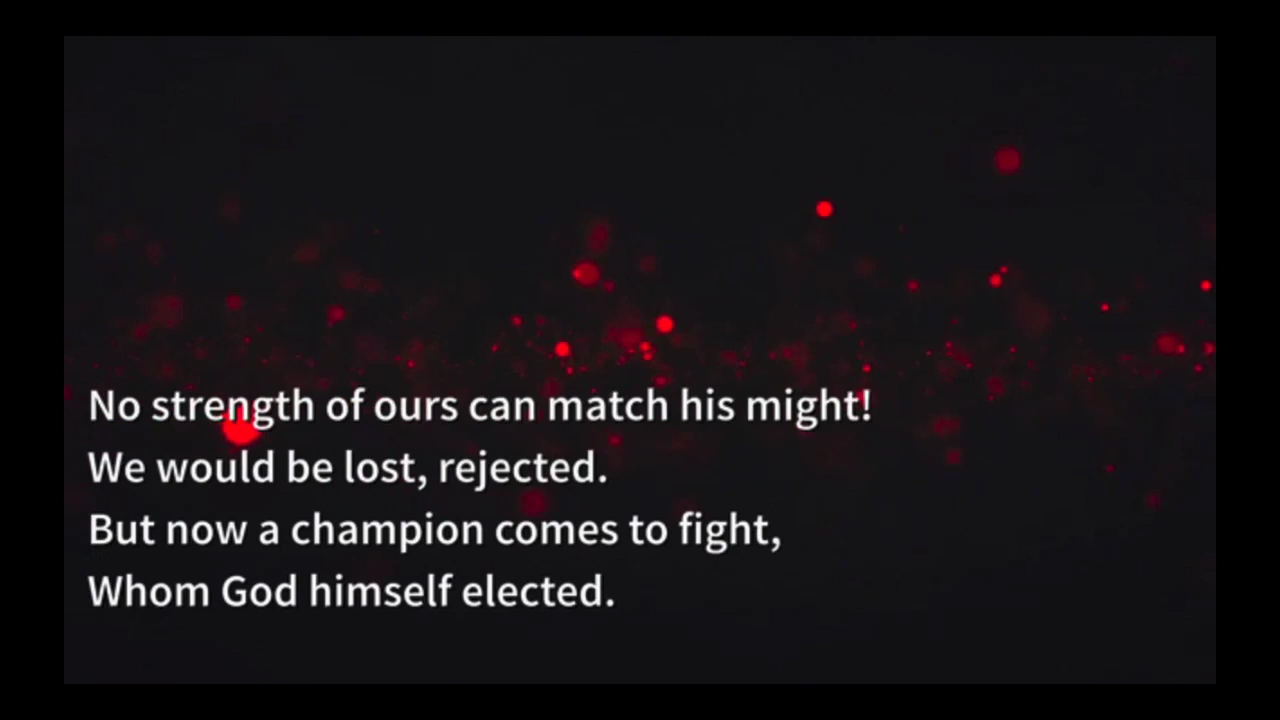 No strength of ours can match his might!
We would be lost, rejected.
But now a champion comes to fight,
Whom God himself elected.